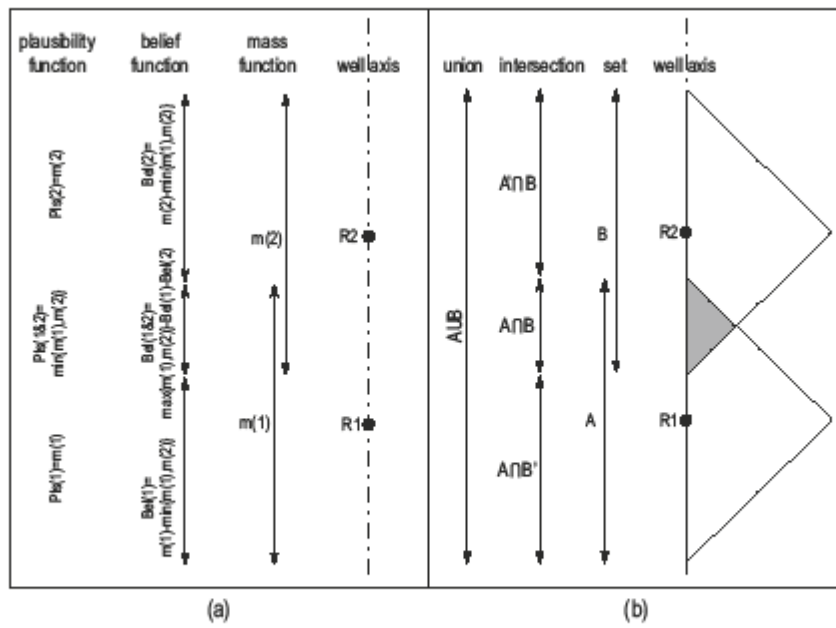 plausibility function
belief function
mass function
well axis
Pls(2)=m(2)
Bel(2)=
m(2)-min(m(1),m(2))
m(2)
R2
Pls(1&2)=
min(m(1),m(2))
Bel(1&2)=
max(m(1),m(2))-Bel(1)-Bel(2)
m(1)
R1
Pls(1)=m(1)
Bel(1)=
m(1)-min(m(1),m(2))
(a)
union
intersection
set
well axis
A'∩B
B
R2
A∪B
A∩B
A
R1
A∩B'
(b)